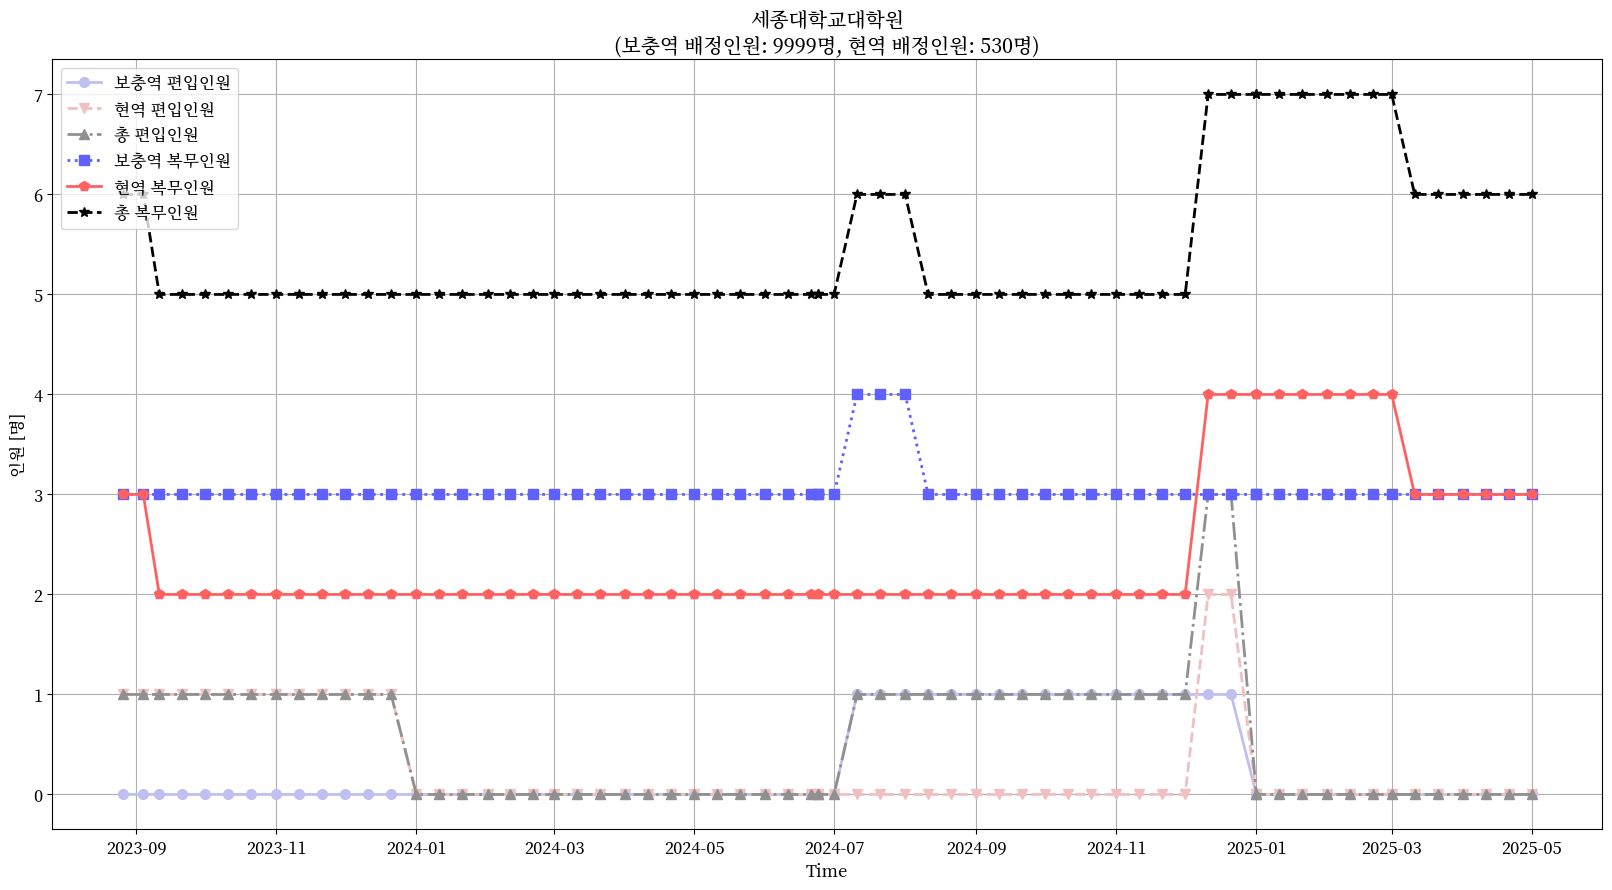 세종대학교대학원
(보충역 배정인원: 9999명, 현역 배정인원: 530명)
보충역 편입인원
현역 편입인원
총 편입인원
보충역 복무인원
현역 복무인원
총 복무인원
7
6
5
4
3
2
1
0
인원 [명]
2023-09 2023-11 2024-01 2024-03 2024-05 2024-07 2024-09 2024-11 2025-01 2025-03 2025-05
Time